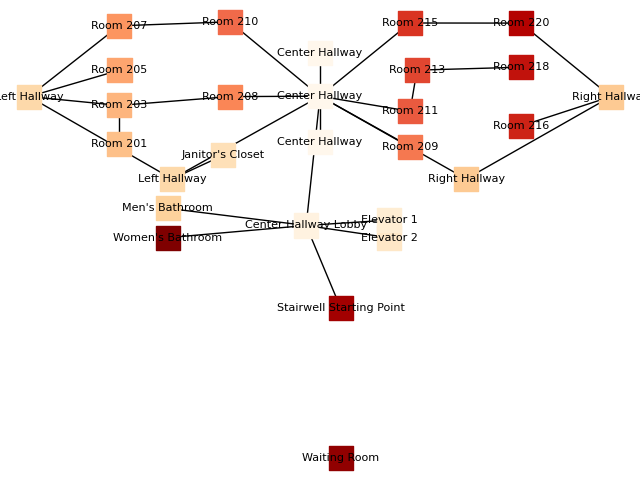 Room 207
Room 210
Room 215
Room 220
Center Hallway
Room 205
Room 213
Room 218
Left Hallway
Room 203
Room 208
Center Hallway
Room 211
Right Hallwa
Room 216
Room 201
Janitor's Closet
Center Hallway
Room 209
Left Hallway
Right Hallway
Men's Bathroom
Center Hallway Lobby
Elevator 1
Women's Bathroom
Elevator 2
Stairwell Starting Point
Waiting Room